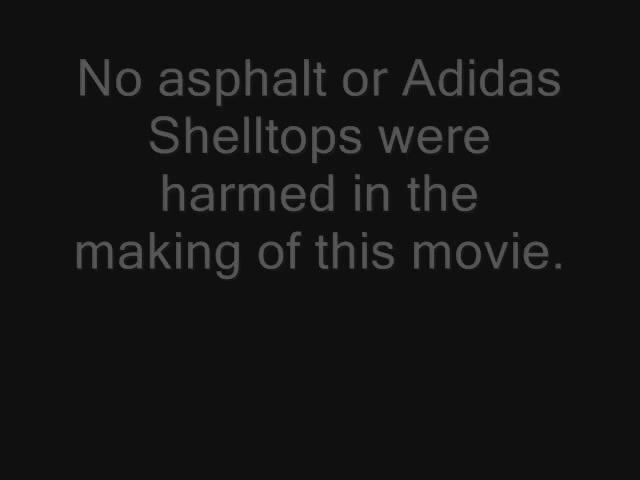 No asphalt or Adidas
Shelltops were
harmed in the
making of this movie.